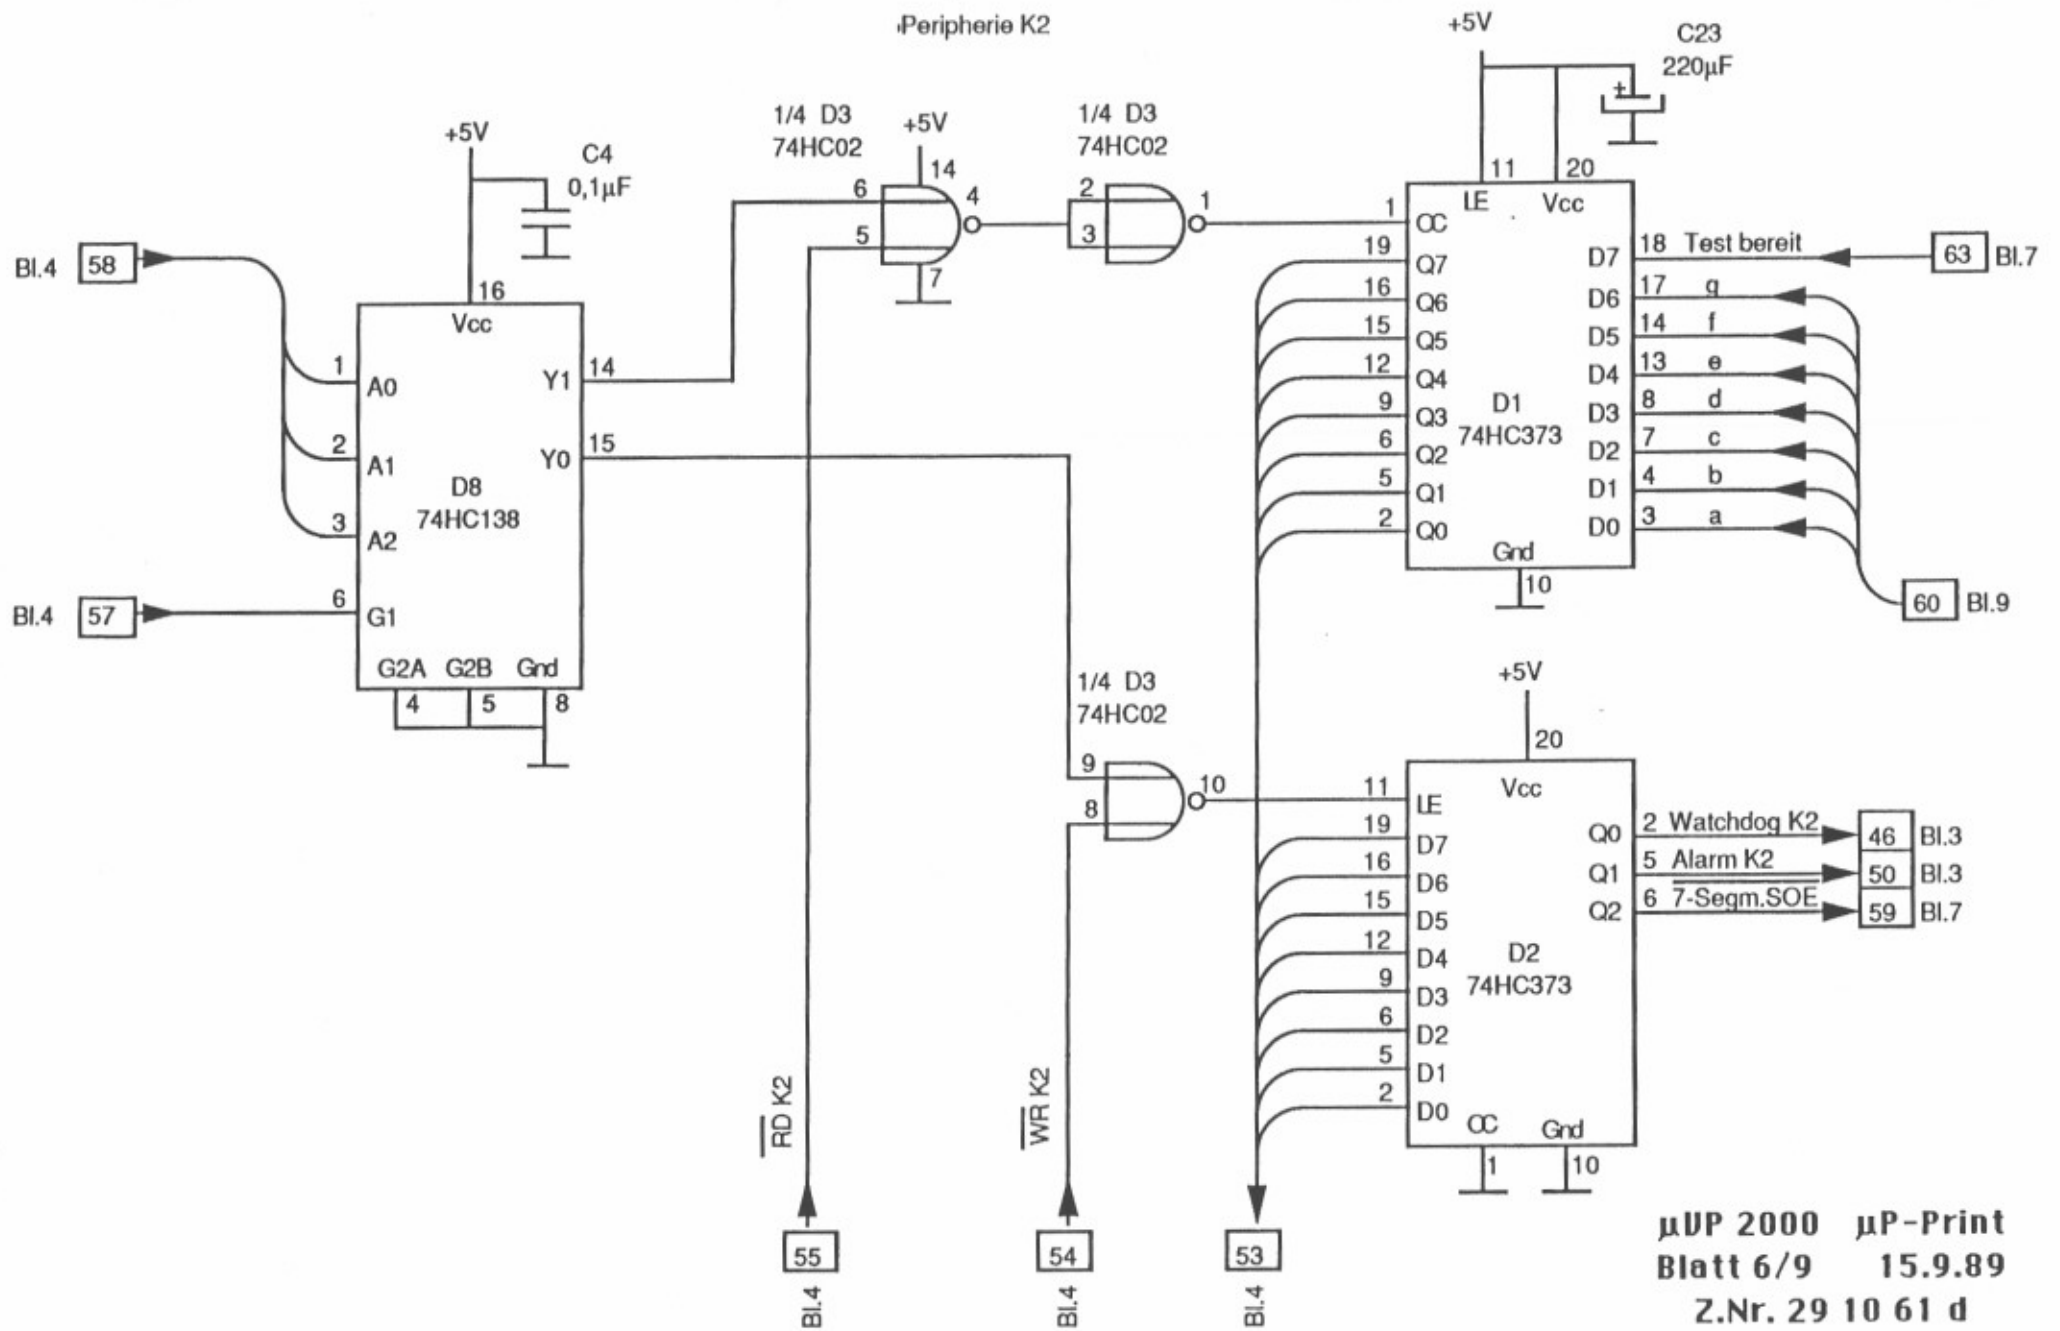 Peripherie K2
+5V
C4
0,1µF
16
Vcc
Bl.4 58
1 A0
2 A1
3 A2
Bl.4 57
6 G1
D8
74HC138
Y1 14
Y0 15
G2A G2B Gnd
4 5 8
1/4 D3
74HC02
+5V
14
6
5
4
7
1/4 D3
74HC02
2
3
1
1/4 D3
74HC02
9
8
10
RD K2
55
Bl.4
WR K2
54
Bl.4
53
Bl.4
+5V
C23
220µF
+
11 20
LE Vcc
1 OC
19 Q7
16 Q6
15 Q5
12 Q4
9 Q3
6 Q2
5 Q1
2 Q0
D1
74HC373
Gnd
10
D7 18 Test bereit 63 Bl.7
D6 17 g
D5 14 f
D4 13 e
D3 8 d
D2 7 c
D1 4 b
D0 3 a
60 Bl.9
+5V
20
Vcc
11 LE
19 D7
16 D6
15 D5
12 D4
9 D3
6 D2
5 D1
2 D0
D2
74HC373
OC Gnd
1 10
Q0 2 Watchdog K2 46 Bl.3
Q1 5 Alarm K2 50 Bl.3
Q2 6 7-Segm.SOE 59 Bl.7
µVP 2000 µP-Print
Blatt 6/9 15.9.89
Z.Nr. 29 10 61 d